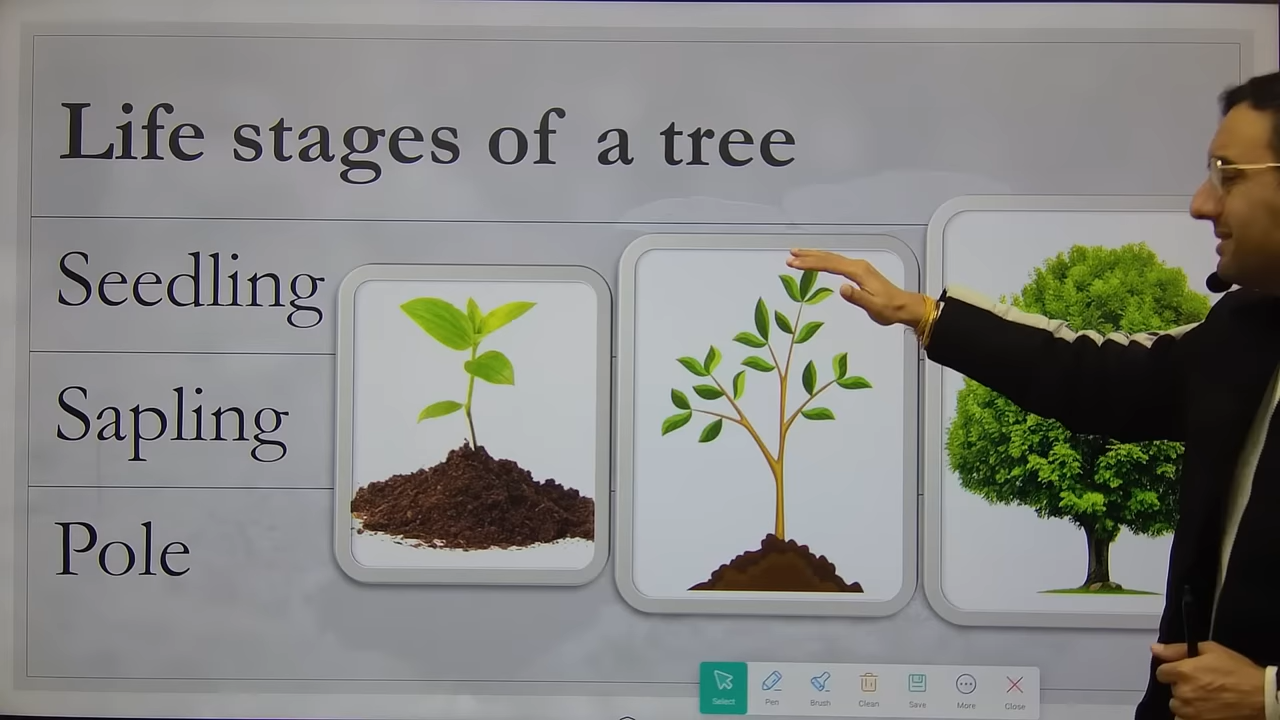 Life stages of a tree
Seedling
Sapling
Pole
Select
Pen
Brush
Clean
Save
More
Close